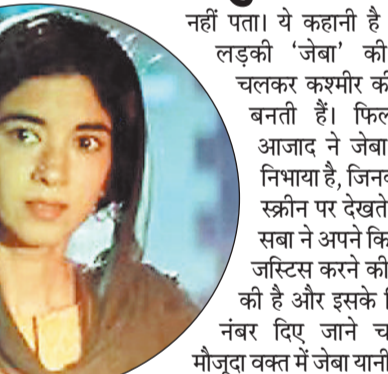 नहीं पता। ये कहानी है
लड़की ‘जेबा’ की
चलकर कश्मीर की
बनती हैं। फिल
आजाद ने जेबा
निभाया है, जिनक
स्क्रीन पर देखते
सबा ने अपने कि
जस्टिस करने की
की है और इसके ि
नंबर दिए जाने च
मौजूदा वक्त में जेबा यानी